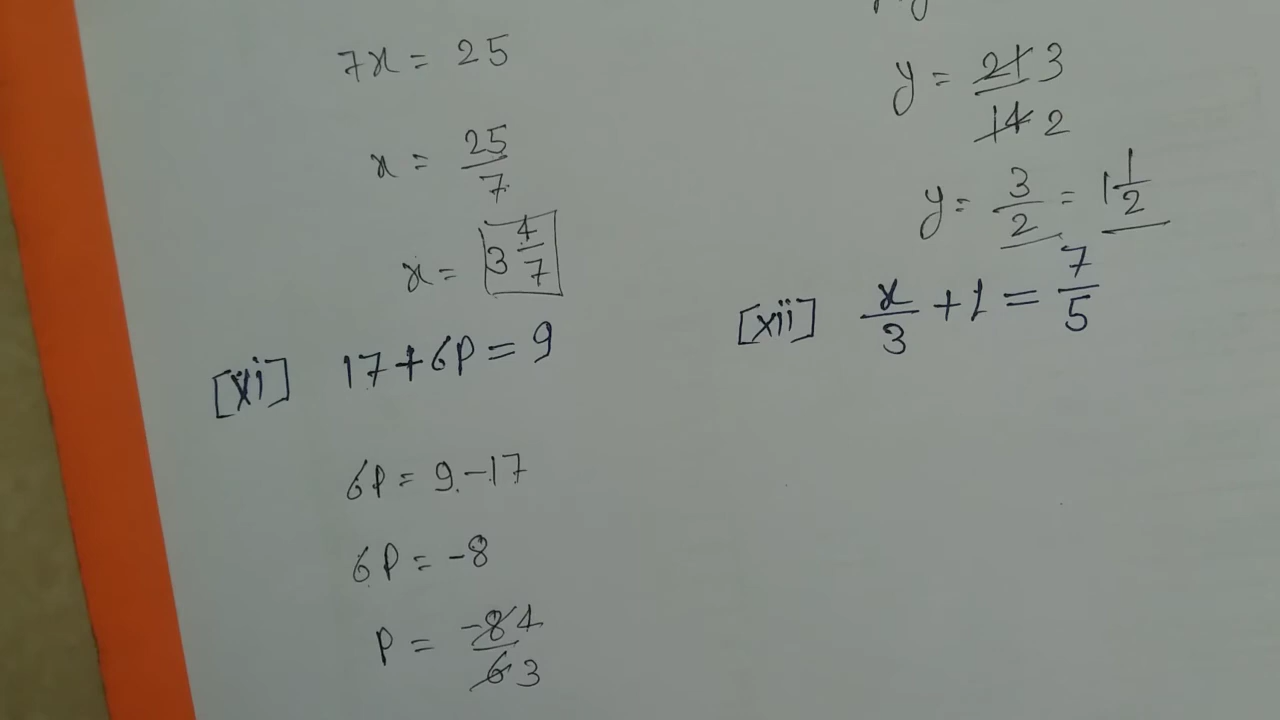 7x = 25
x = 25/7
x = 3 4/7
[xi] 17 + 6P = 9
6P = 9 - 17
6P = -8
P = -8 4/6 3
y = 21 3/14 2
y = 3/2 = 1 1/2
[xii] x/3 + 1 = 7/5